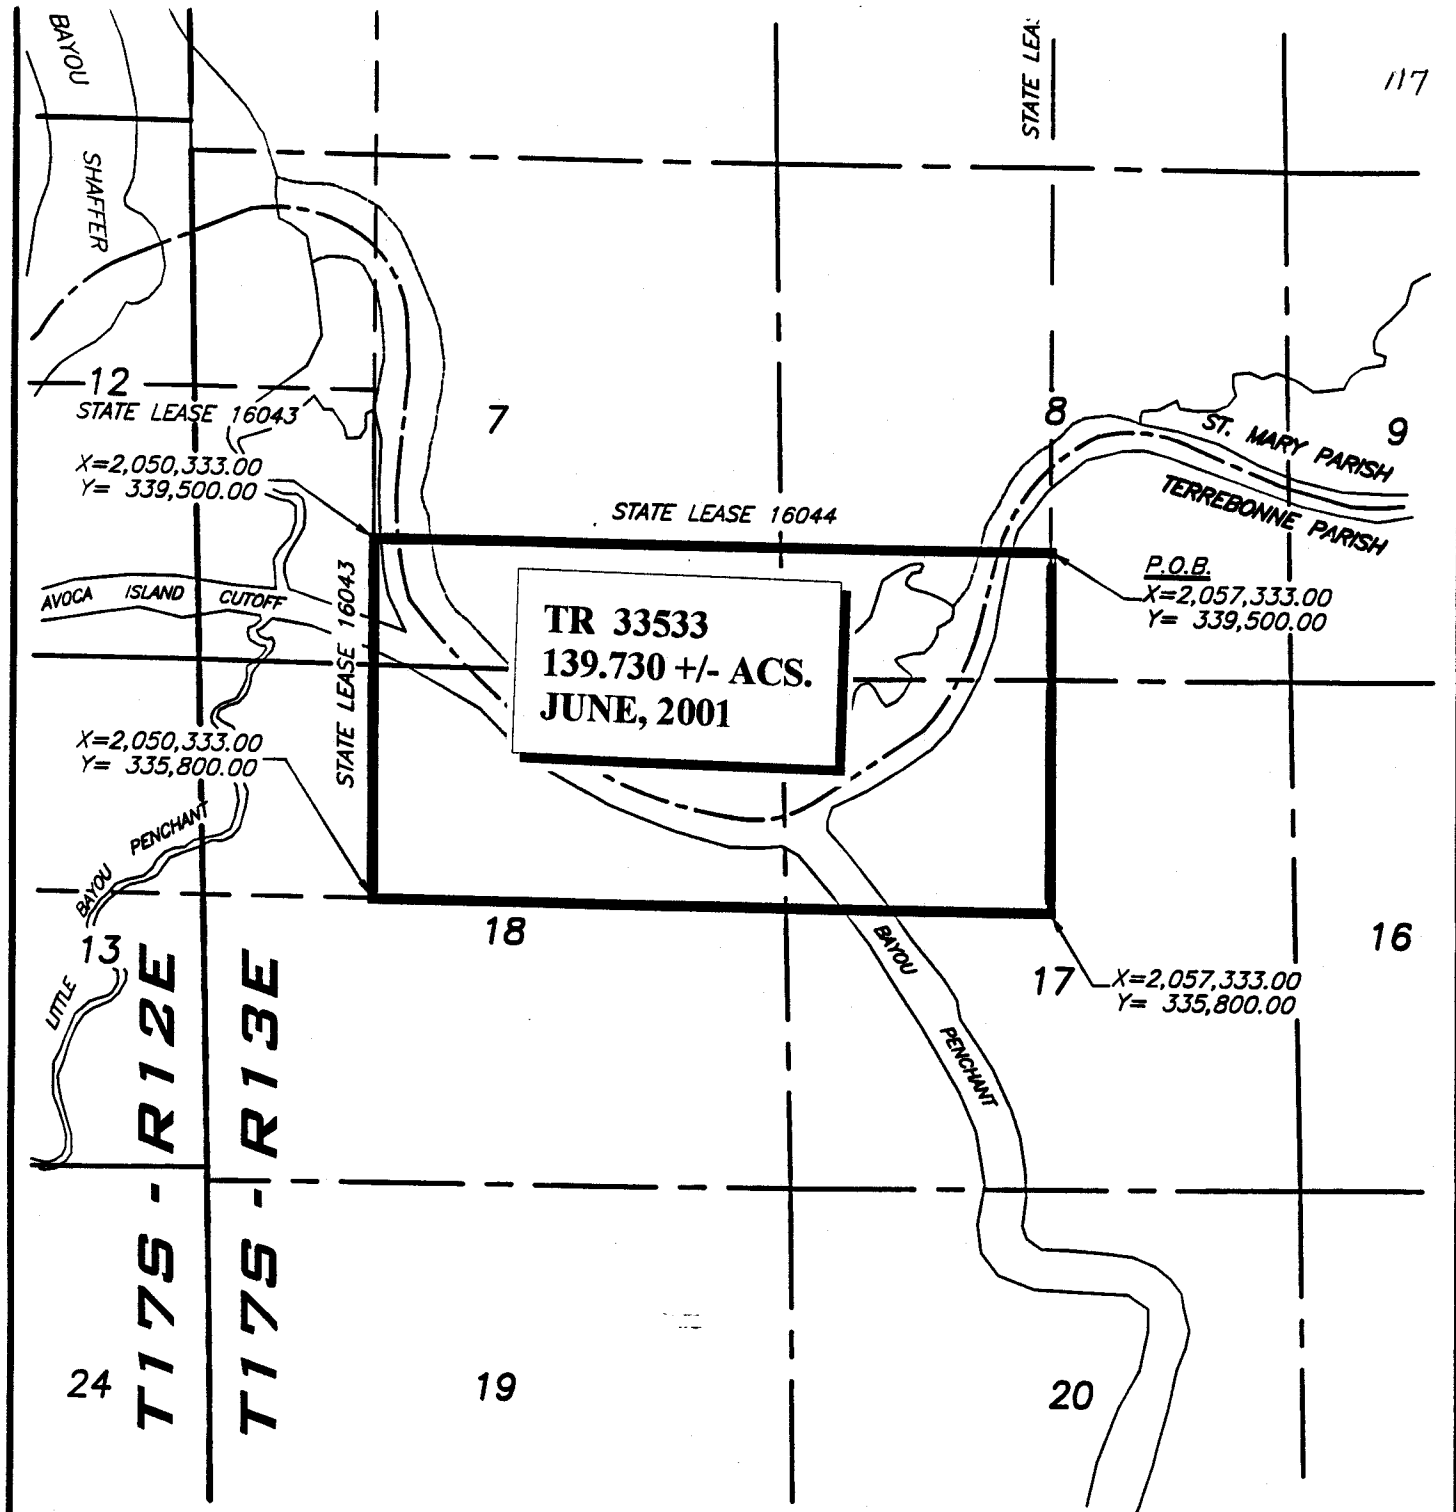 BAYOU
SHAFFER
STATE LEA
117
12
STATE LEASE 16043
7
8
9
ST. MARY PARISH
TERREBONNE PARISH
X=2,050,333.00
Y= 339,500.00
STATE LEASE 16044
P.O.B.
X=2,057,333.00
Y= 339,500.00
AVOCA ISLAND CUTOFF
STATE LEASE 16043
TR 33533
139.730 +/- ACS.
JUNE, 2001
X=2,050,333.00
Y= 335,800.00
LITTLE BAYOU PENCHANT
13
18
BAYOU PENCHANT
17
16
X=2,057,333.00
Y= 335,800.00
T17S - R12E
T17S - R13E
24
19
20